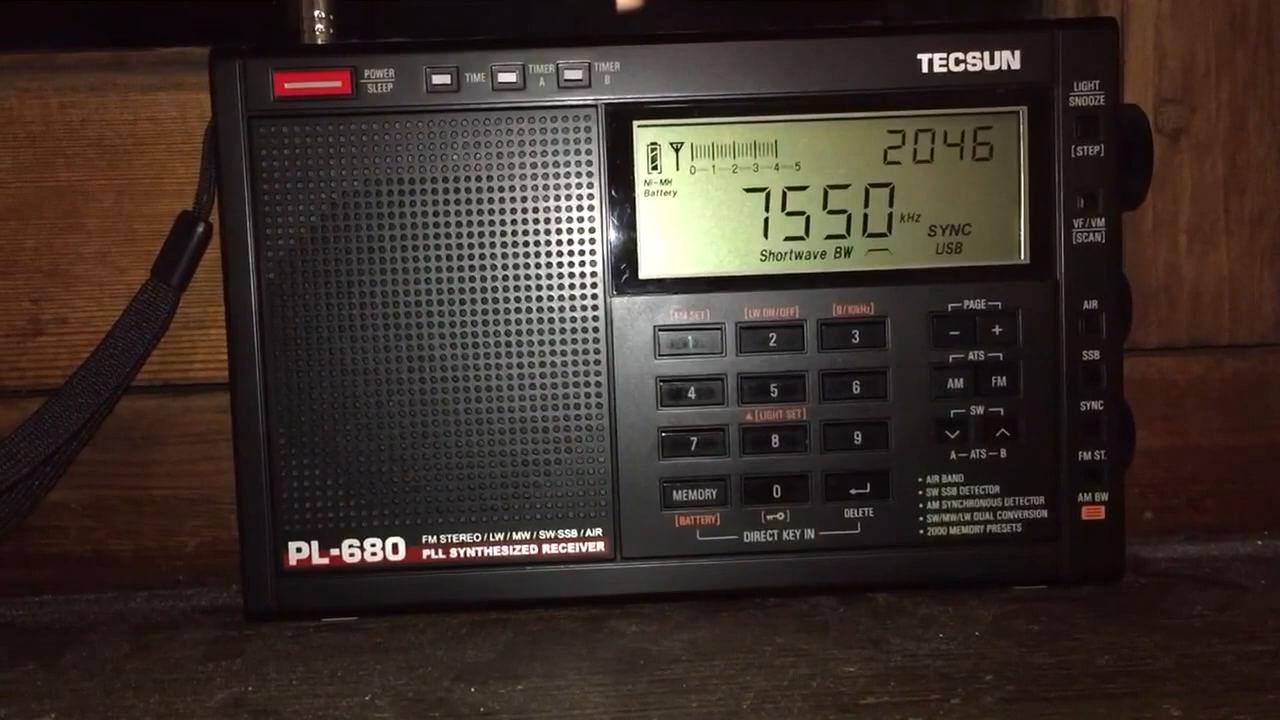 TECSUN
POWER
SLEEP
TIME
TIMER
A
TIMER
B
LIGHT
SNOOZE
[STEP]
VF/VM
[SCAN]
AIR
SSB
SYNC
FM ST.
AM BW
2046
0 1 2 3 4 5
Ni-MH
Battery
7550 kHz
SYNC
USB
Shortwave BW
[LW ON/OFF]
1 2 3
4 5 6
[LIGHT SET]
7 8 9
MEMORY 0
[BATTERY] DELETE
DIRECT KEY IN
PAGE
- +
ATS
AM FM
SW
A-ATS-B
• AIR BAND
• SW SSB DETECTOR
• AM SYNCHRONOUS DETECTOR
• SW/MW/LW DUAL CONVERSION
• 2000 MEMORY PRESETS
PL-680
FM STEREO / LW / MW / SW-SSB / AIR
PLL SYNTHESIZED RECEIVER